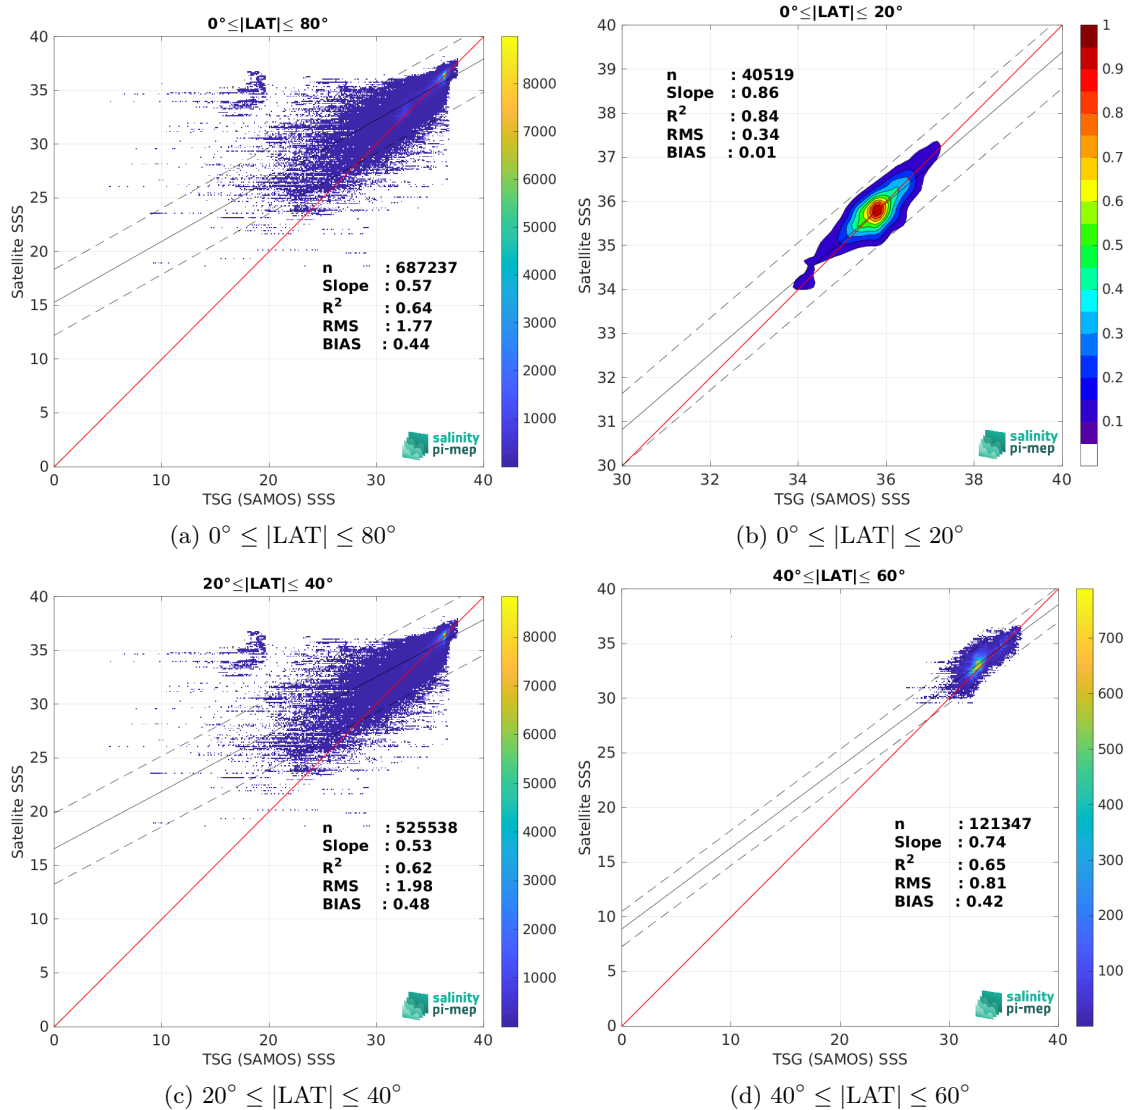 0°≤|LAT|≤ 80°
40
35
30
25
20
15
10
5
0
Satellite SSS
n : 687237
Slope : 0.57
R² : 0.64
RMS : 1.77
BIAS : 0.44
salinity
pi-mep
0 10 20 30 40
TSG (SAMOS) SSS
8000
7000
6000
5000
4000
3000
2000
1000
(a) 0° ≤ |LAT| ≤ 80°
0°≤|LAT|≤ 20°
40
39
38
37
36
35
34
33
32
31
30
Satellite SSS
n : 40519
Slope : 0.86
R² : 0.84
RMS : 0.34
BIAS : 0.01
salinity
pi-mep
30 32 34 36 38 40
TSG (SAMOS) SSS
1
0.9
0.8
0.7
0.6
0.5
0.4
0.3
0.2
0.1
(b) 0° ≤ |LAT| ≤ 20°
20°≤|LAT|≤ 40°
40
35
30
25
20
15
10
5
0
Satellite SSS
n : 525538
Slope : 0.53
R² : 0.62
RMS : 1.98
BIAS : 0.48
salinity
pi-mep
0 10 20 30 40
TSG (SAMOS) SSS
8000
7000
6000
5000
4000
3000
2000
1000
(c) 20° ≤ |LAT| ≤ 40°
40°≤|LAT|≤ 60°
40
35
30
25
20
15
10
5
0
Satellite SSS
n : 121347
Slope : 0.74
R² : 0.65
RMS : 0.81
BIAS : 0.42
salinity
pi-mep
0 10 20 30 40
TSG (SAMOS) SSS
700
600
500
400
300
200
100
(d) 40° ≤ |LAT| ≤ 60°